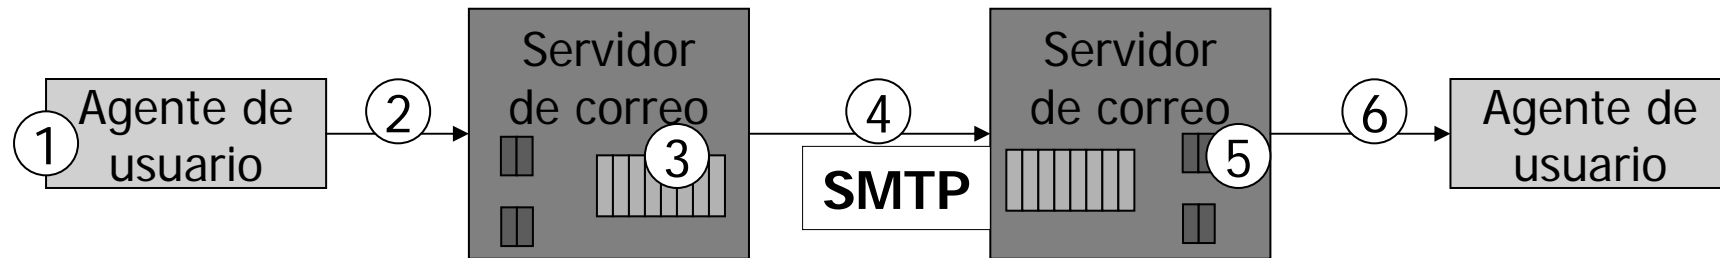 1
Agente de
usuario
2
Servidor
de correo
3
4
SMTP
Servidor
de correo
5
6
Agente de
usuario